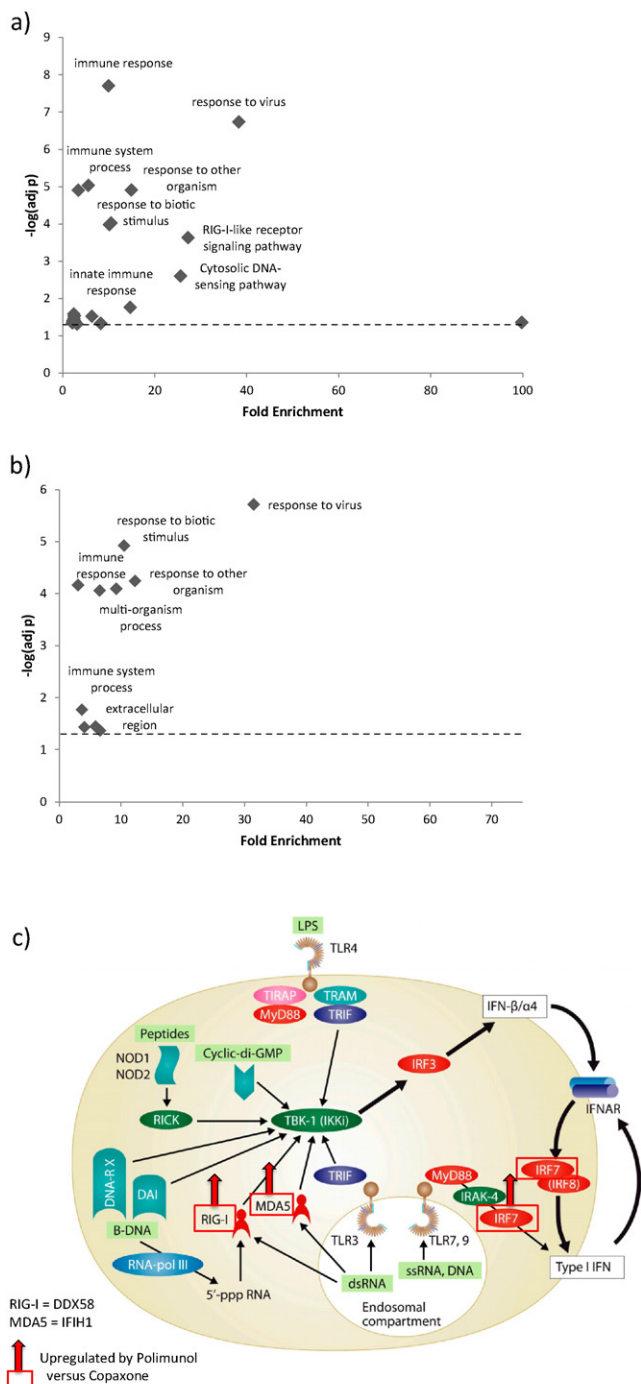 a)
9
8
7
6
5
4
3
2
1
0
-log(adj p)
immune response
response to virus
immune system
process
response to other
organism
response to biotic
stimulus
RIG-I-like receptor
signaling pathway
Cytosolic DNA-
sensing pathway
innate immune
response
0 20 40 60 80 100
Fold Enrichment
b)
6
5
4
3
2
1
0
-log(adj p)
response to virus
response to biotic
stimulus
immune
response
response to other
organism
multi-organism
process
immune system
process
extracellular
region
0 10 20 30 40 50 60 70
Fold Enrichment
c)
LPS
TLR4
TIRAP TRAM
MyD88 TRIF
IFN-β/α4
Peptides
NOD1
NOD2
Cyclic-di-GMP
IRF3
IFNAR
RICK
TBK-1 (IKKi)
DNA-R X
DAI
B-DNA
RIG-I
MDA5
TRIF
MyD88
IRAK-4
IRF7
IRF7
(IRF8)
TLR3
TLR7, 9
RNA-pol III
5'-ppp RNA
dsRNA
ssRNA, DNA
Endosomal
compartment
Type I IFN
RIG-I = DDX58
MDA5 = IFIH1
Upregulated by Polimunol
versus Copaxone